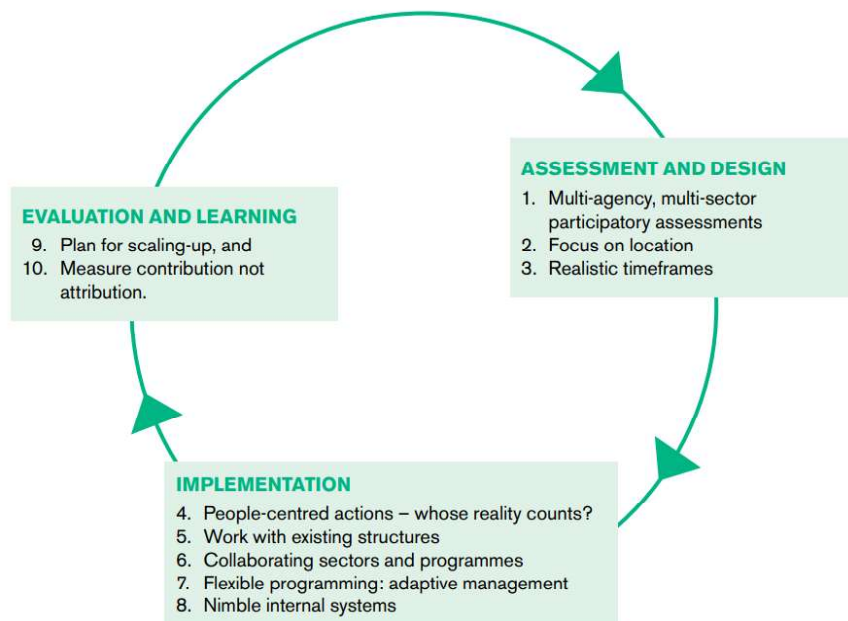 ASSESSMENT AND DESIGN
1. Multi-agency, multi-sector
participatory assessments
2. Focus on location
3. Realistic timeframes
IMPLEMENTATION
4. People-centred actions – whose reality counts?
5. Work with existing structures
6. Collaborating sectors and programmes
7. Flexible programming: adaptive management
8. Nimble internal systems
EVALUATION AND LEARNING
9. Plan for scaling-up, and
10. Measure contribution not
attribution.